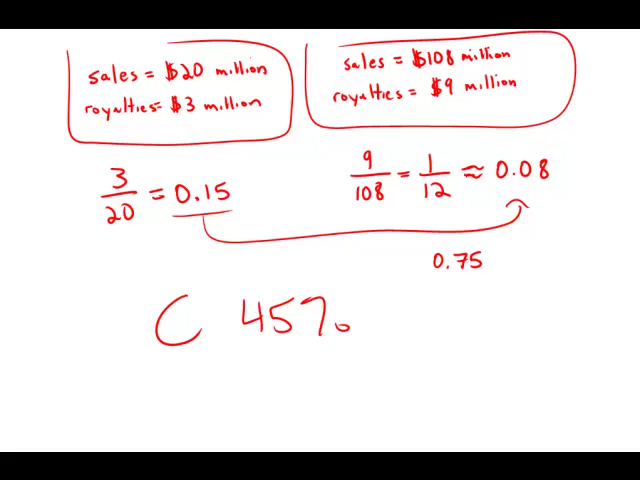 sales = $20 million
royalties = $3 million
sales = $108 million
royalties = $9 million
3/20 = 0.15
9/108 = 1/12 ≈ 0.08
0.75
C 45%